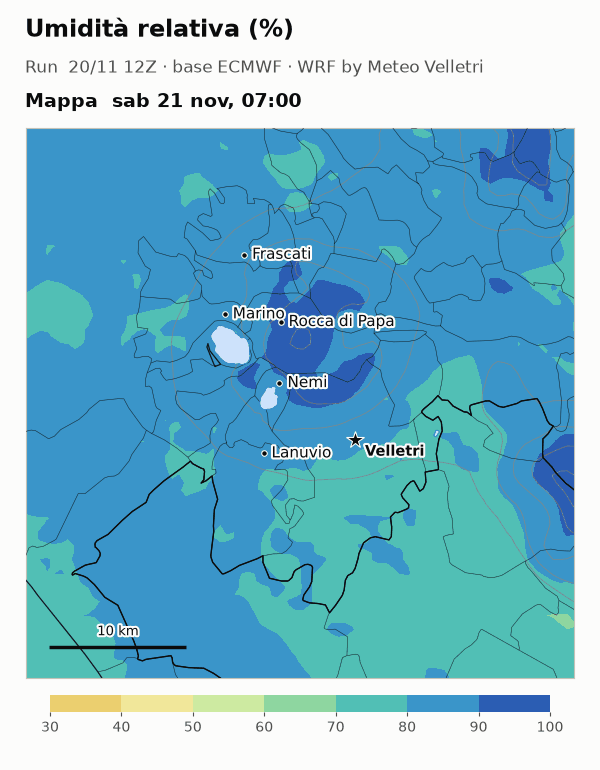 Umidità relativa (%)
Run  20/11 12Z · base ECMWF · WRF by Meteo Velletri
Mappa  sab 21 nov, 07:00
Frascati
Marino
Rocca di Papa
Nemi
Velletri
Lanuvio
10 km
30 40 50 60 70 80 90 100